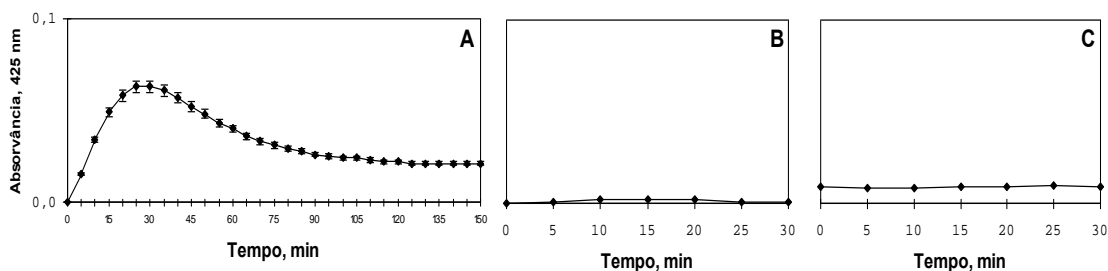 Absorvância, 425 nm
0,1
0,0
A
0 15 30 45 60 75 90 105 120 135 150
Tempo, min
B
0 5 10 15 20 25 30
Tempo, min
C
0 5 10 15 20 25 30
Tempo, min